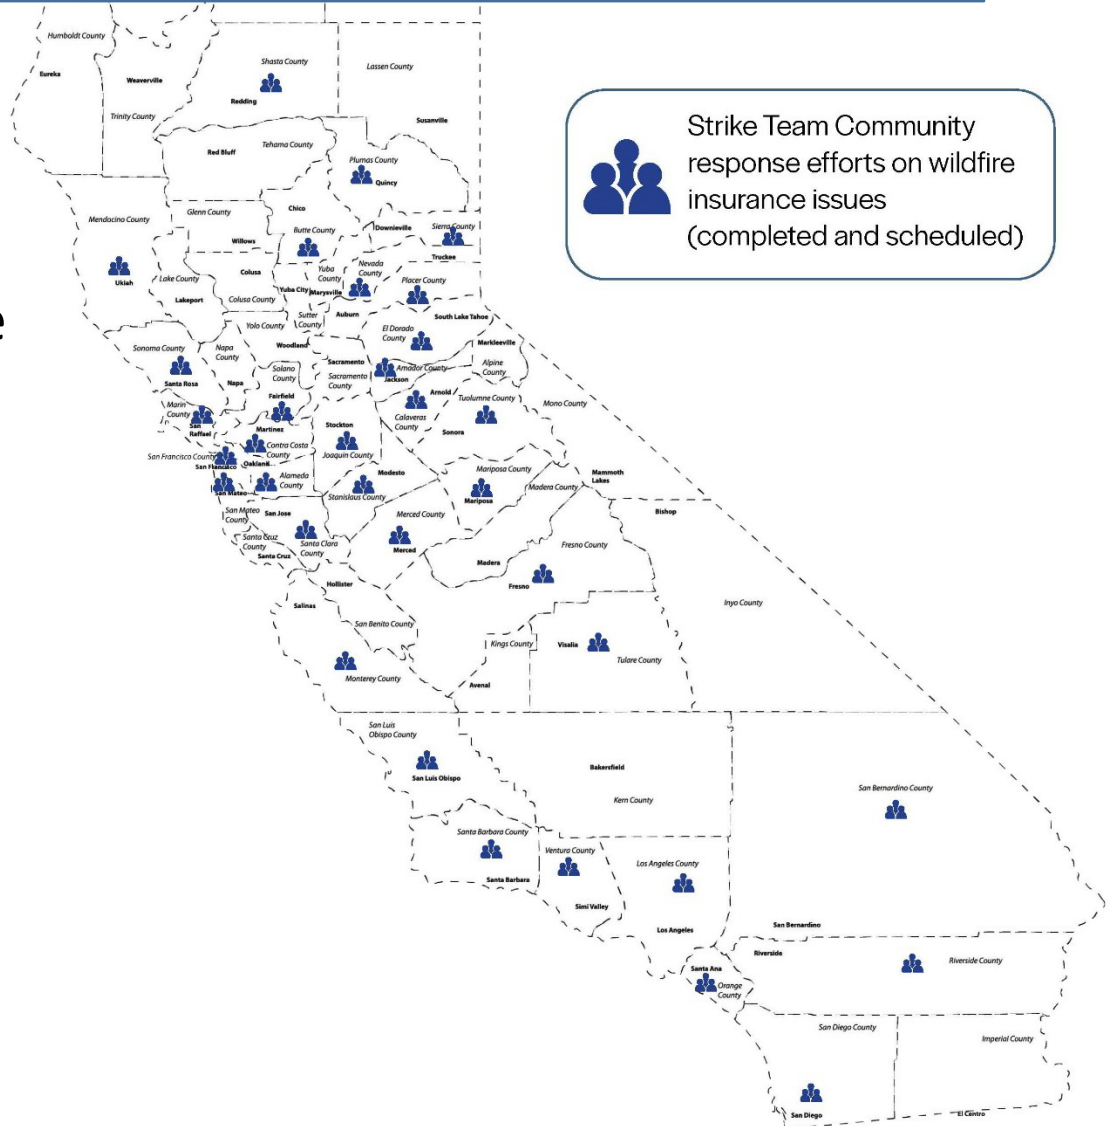 Humboldt County
Eureka
Weaverville
Trinity County
Shasta County
Redding
Lassen County
Susanville
Strike Team Community
response efforts on wildfire
insurance issues
(completed and scheduled)
Red Bluff
Tehama County
Plumas County
Quincy
Mendocino County
Ukiah
Glenn County
Willows
Chico
Butte County
Downieville
Sierra County
Truckee
Lake County
Lakeport
Colusa
Colusa County
Yuba
County
Yuba City
Marysville
Nevada
County
Placer County
Sutter
County
Auburn
Yolo County
Woodland
El Dorado
County
South Lake Tahoe
Markleeville
Alpine
County
e
Sonoma County
Santa Rosa
Napa
County
Napa
Solano
County
Fairfield
Sacramento
Sacramento
County
Amador County
Jackson
Arnold
Calaveras
County
Tuolumne County
Sonora
Mono County
Marin
County
San
Raffael
Martinez
Contra Costa
County
Stockton
Joaquin County
San Francisco County
San Francisco
Oakland
Alameda
County
San Mateo
San Mateo
County
San Jose
Santa Clara
County
Santa Cruz
County
Santa Cruz
Modesto
Stanislaus County
Merced County
Merced
Mariposa County
Mariposa
Madera County
Madera
Mammoth
Lakes
Bishop
Fresno County
Fresno
Inyo County
Hollister
Salinas
San Benito County
Monterey County
Kings County
Avenal
Visalia
Tulare County
San Luis
Obispo County
San Luis Obispo
Bakersfield
Kern County
San Bernardino County
San Bernardino
Santa Barbara County
Santa Barbara
Ventura County
Simi Valley
Los Angeles County
Los Angeles
Riverside
Riverside County
Santa Ana
Orange
County
San Diego County
San Diego
Imperial County
El Centro